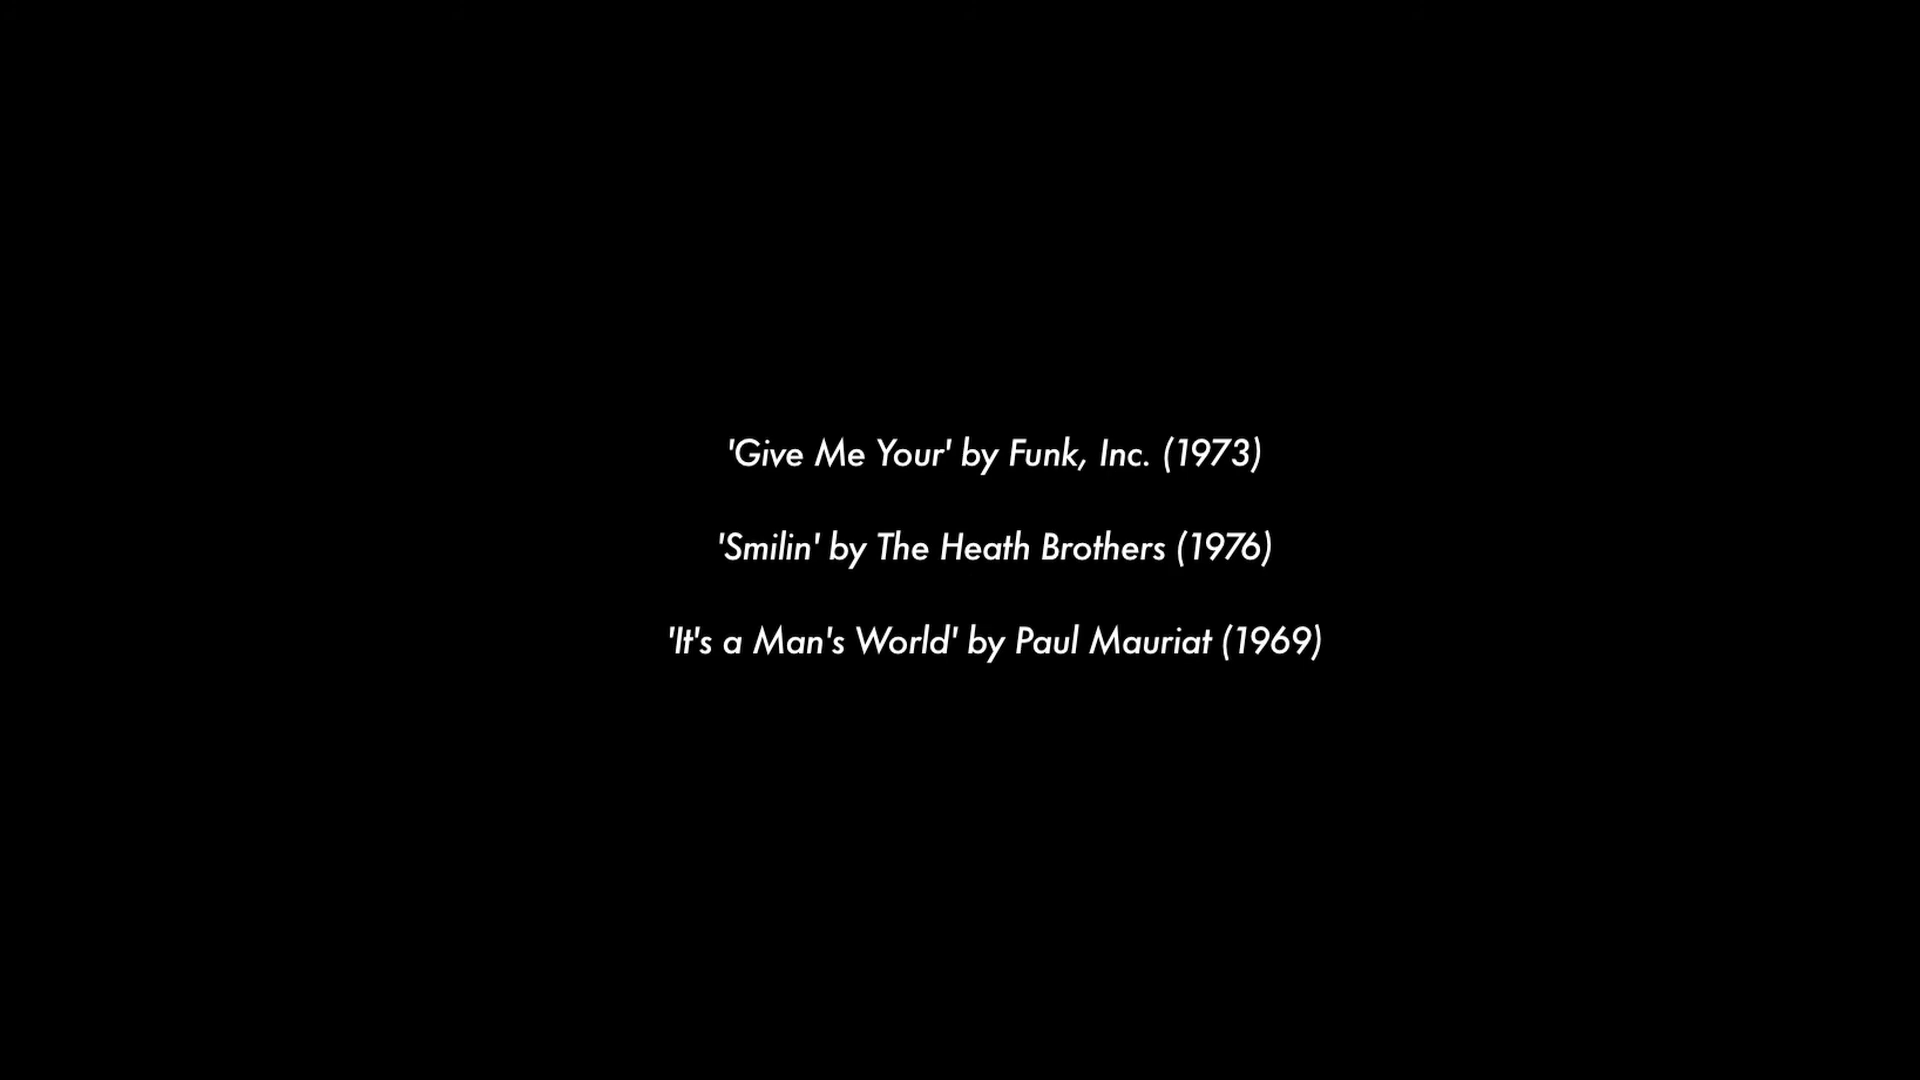 'Give Me Your' by Funk, Inc. (1973)
'Smilin' by The Heath Brothers (1976)
'It's a Man's World' by Paul Mauriat (1969)